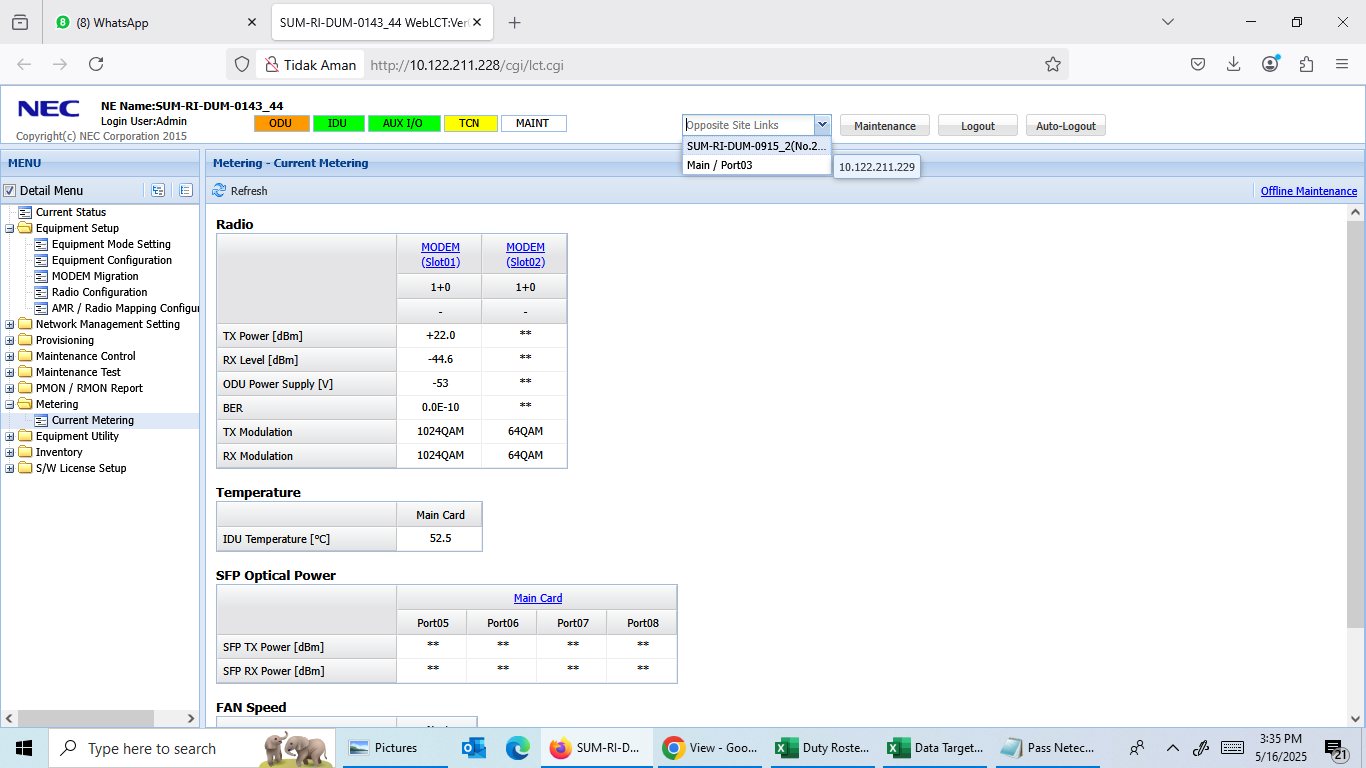 (8) WhatsApp
SUM-RI-DUM-0143_44 WebLCT:Ver
Tidak Aman
http://10.122.211.228/cgi/lct.cgi
NEC
NE Name:SUM-RI-DUM-0143_44
Login User:Admin
Copyright(c) NEC Corporation 2015
ODU IDU AUX I/O TCN MAINT
Opposite Site Links
Maintenance Logout Auto-Logout
SUM-RI-DUM-0915_2(No.2...
Main / Port03
10.122.211.229
MENU
Detail Menu
Current Status
Equipment Setup
Equipment Mode Setting
Equipment Configuration
MODEM Migration
Radio Configuration
AMR / Radio Mapping Configu
Network Management Setting
Provisioning
Maintenance Control
Maintenance Test
PMON / RMON Report
Metering
Current Metering
Equipment Utility
Inventory
S/W License Setup
Metering - Current Metering
Refresh
Offline Maintenance
Radio
MODEM MODEM
(Slot01) (Slot02)
1+0 1+0
- -
TX Power [dBm] +22.0 **
RX Level [dBm] -44.6 **
ODU Power Supply [V] -53 **
BER 0.0E-10 **
TX Modulation 1024QAM 64QAM
RX Modulation 1024QAM 64QAM
Temperature
Main Card
IDU Temperature [°C] 52.5
SFP Optical Power
Main Card
Port05 Port06 Port07 Port08
SFP TX Power [dBm] ** ** ** **
SFP RX Power [dBm] ** ** ** **
FAN Speed
Type here to search
Pictures
SUM-RI-D...
View - Goo...
Duty Roste...
Data Target...
Pass Netec...
3:35 PM
5/16/2025
21